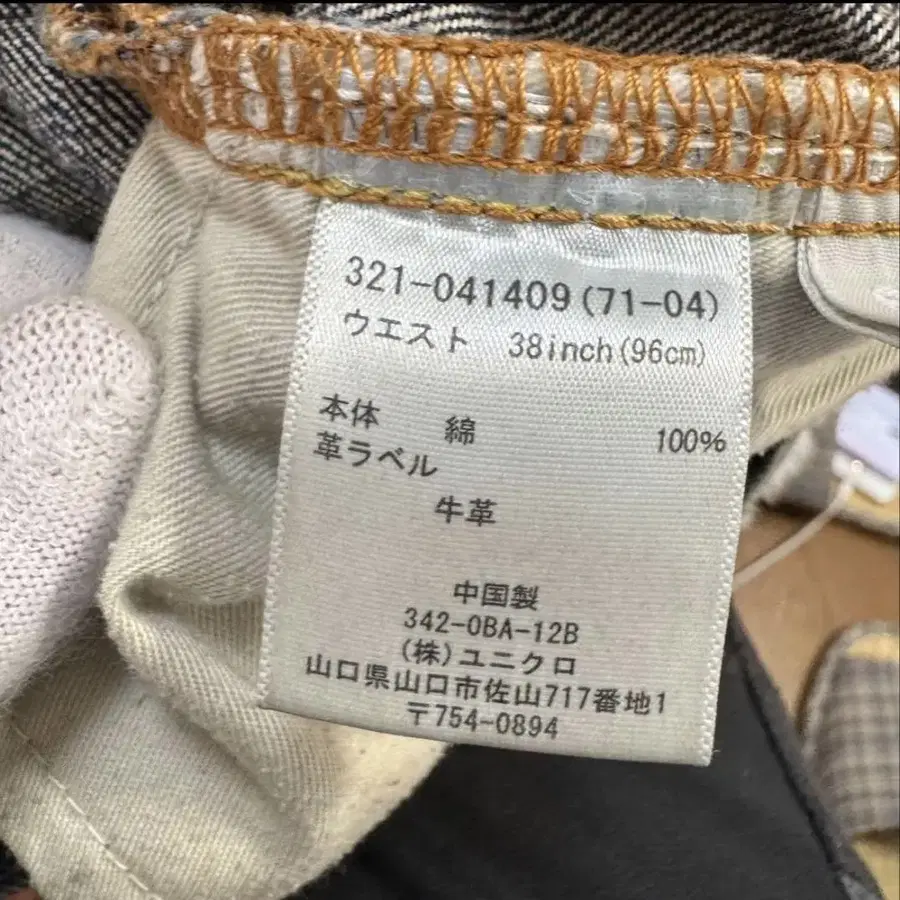 321-041409(71-04)
ウエスト 38inch(96cm)
本体 綿 100%
革ラベル
牛革
中国製
342-0BA-12B
(株)ユニクロ
山口県山口市佐山717番地1
〒754-0894